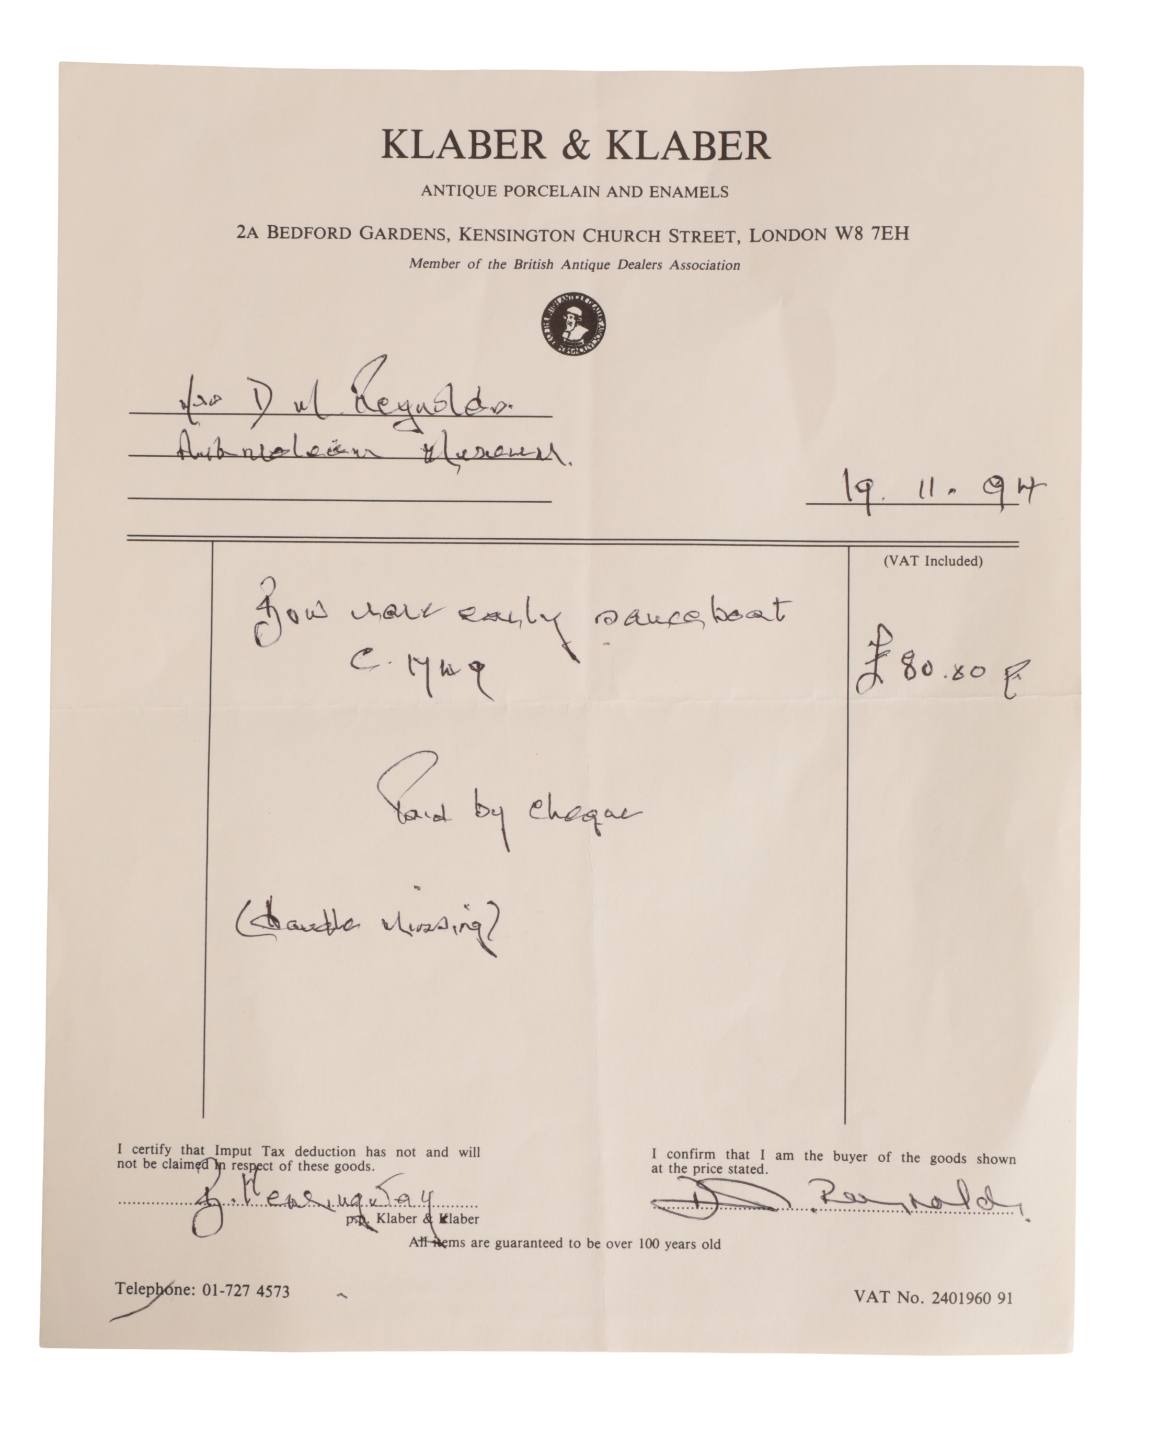 KLABER & KLABER
ANTIQUE PORCELAIN AND ENAMELS
2A BEDFORD GARDENS, KENSINGTON CHURCH STREET, LONDON W8 7EH
Member of the British Antique Dealers Association
D M Reynolds.
Ashmolean Museum.
19. 11. 94
(VAT Included)
Bow early sauceboat
£80.80
Paid by cheque
(handle missing)
I certify that Imput Tax deduction has not and will
not be claimed in respect of these goods.
I confirm that I am the buyer of the goods shown
at the price stated.
D. Reynolds.
p.p. Klaber & Klaber
All items are guaranteed to be over 100 years old
Telephone: 01-727 4573
VAT No. 2401960 91